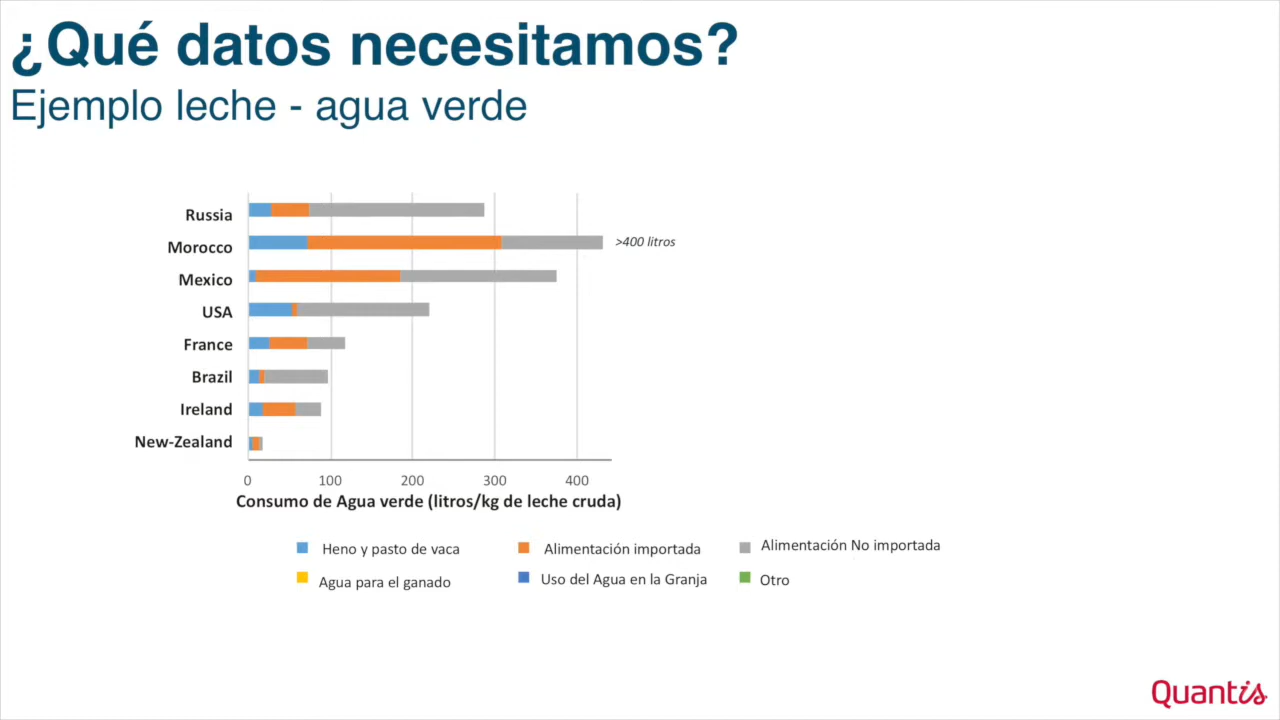 ¿Qué datos necesitamos?
Ejemplo leche - agua verde
Russia
Morocco
>400 litros
Mexico
USA
France
Brazil
Ireland
New-Zealand
0 100 200 300 400
Consumo de Agua verde (litros/kg de leche cruda)
Heno y pasto de vaca
Alimentación importada
Alimentación No importada
Agua para el ganado
Uso del Agua en la Granja
Otro
Quantis